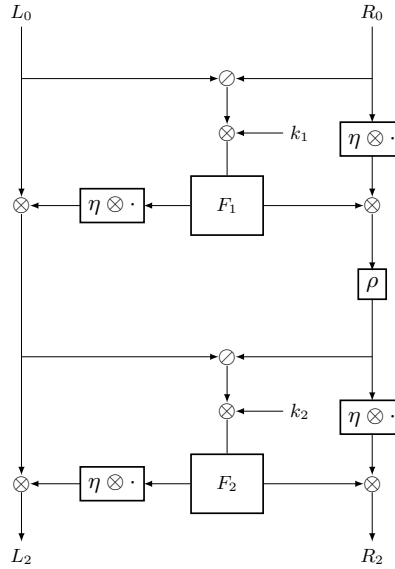 L₀ R₀
k₁
η ⊗ ·
η ⊗ · F₁
ρ
k₂
η ⊗ ·
η ⊗ · F₂
L₂ R₂